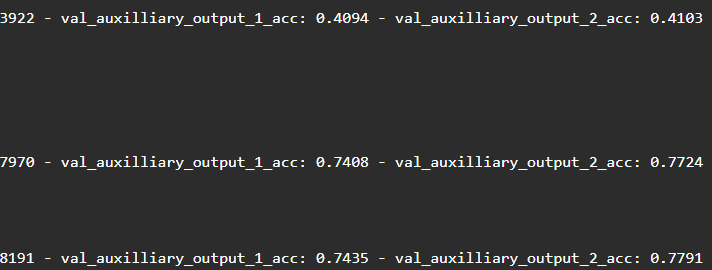 3922 - val_auxilliary_output_1_acc: 0.4094 - val_auxilliary_output_2_acc: 0.4103
7970 - val_auxilliary_output_1_acc: 0.7408 - val_auxilliary_output_2_acc: 0.7724
8191 - val_auxilliary_output_1_acc: 0.7435 - val_auxilliary_output_2_acc: 0.7791